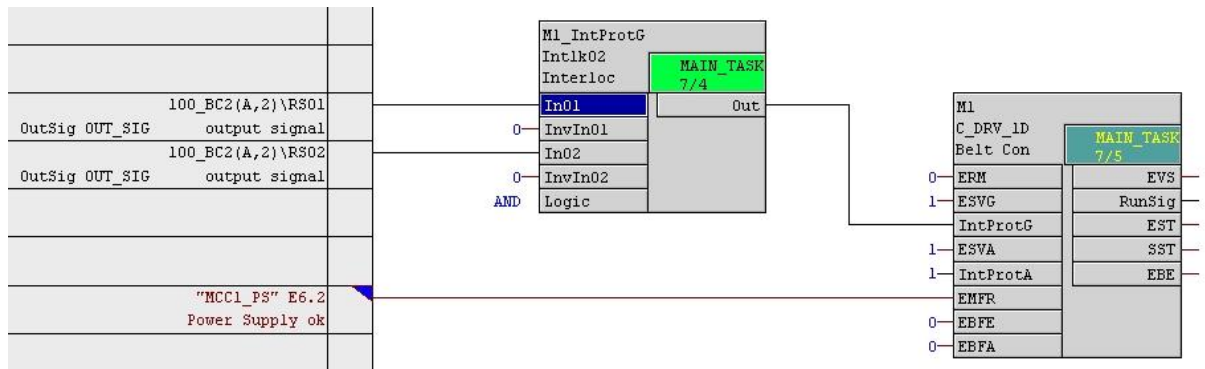 100_BC2(A,2)\RS01
OutSig OUT_SIG output signal
100_BC2(A,2)\RS02
OutSig OUT_SIG output signal
"MCC1_PS" E6.2
Power Supply ok
M1_IntProtG
Intlk02
Interloc
MAIN_TASK
7/4
In01 Out
0 InvIn01
In02
0 InvIn02
AND Logic
M1
C_DRV_1D
Belt Con
MAIN_TASK
7/5
0 ERM EVS
1 ESVG RunSig
IntProtG EST
1 ESVA SST
1 IntProtA EBE
EMFR
0 EBFE
0 EBFA